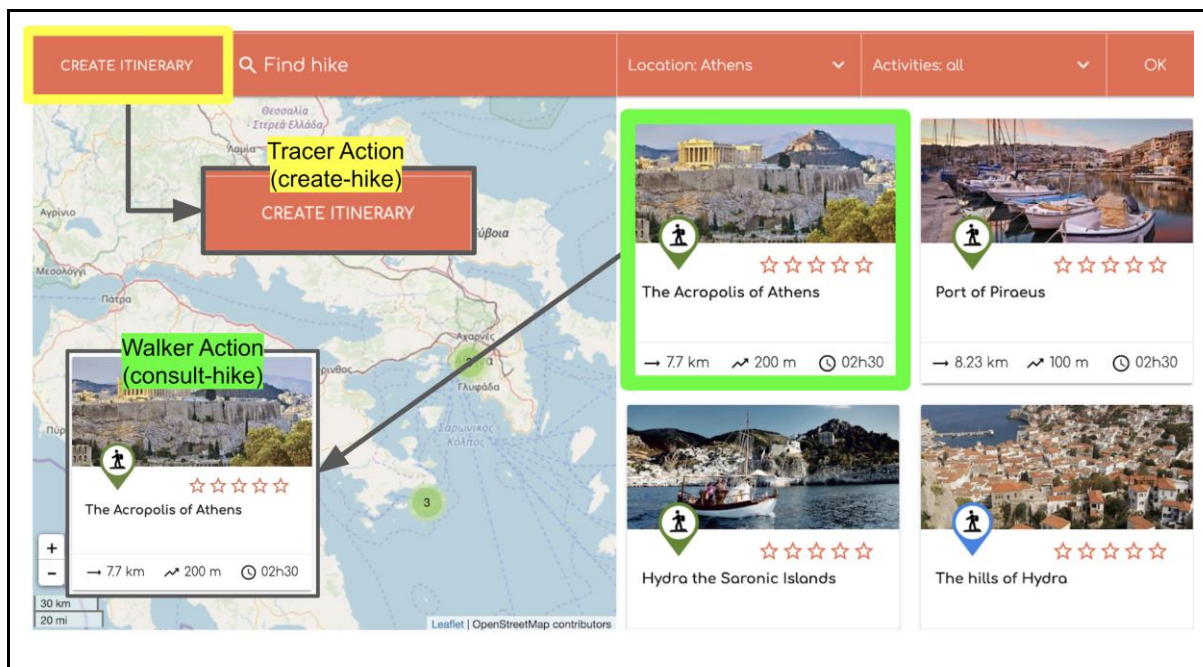 CREATE ITINERARY
Find hike
Location: Athens
Activities: all
OK
Θεσσαλία
- Στερεά Ελλάδα
Λαμία
Tracer Action
(create-hike)
CREATE ITINERARY
Αγρίνιο
Εύβοια
Μεσολόγγι
Πάτρα
Αχαρνές
Γλυφάδα
Σαρωνικός
Κόλπος
3
Walker Action
(consult-hike)
The Acropolis of Athens
7.7 km 200 m 02h30
+
−
30 km
20 mi
Leaflet | OpenStreetMap contributors
The Acropolis of Athens
7.7 km 200 m 02h30
Port of Piraeus
8.23 km 100 m 02h30
Hydra the Saronic Islands
The hills of Hydra